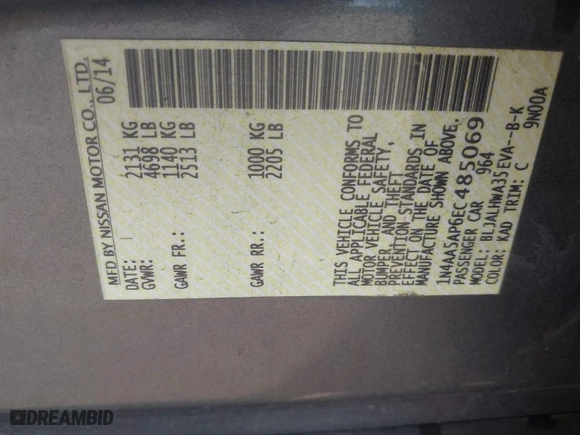 MFD BY NISSAN MOTOR CO., LTD.
DATE: 06/14
GVWR: 2131 KG
4698 LB
GAWR FR: 1140 KG
2513 LB
GAWR RR: 1000 KG
2205 LB
THIS VEHICLE CONFORMS TO
ALL APPLICABLE FEDERAL
MOTOR VEHICLE SAFETY,
BUMPER, AND THEFT
PREVENTION STANDARDS IN
EFFECT ON THE DATE OF
MANUFACTURE SHOWN ABOVE.
1N4AA5AP6EC485069
PASSENGER CAR 964
MODEL: BLJALHWA35EVA--B-K
COLOR: KAD TRIM: C 9N00A
DREAMBID